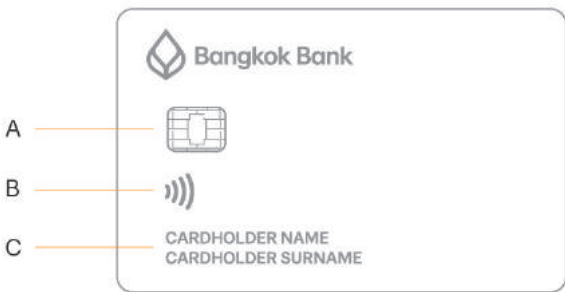 Bangkok Bank
A
B
C
CARDHOLDER NAME
CARDHOLDER SURNAME